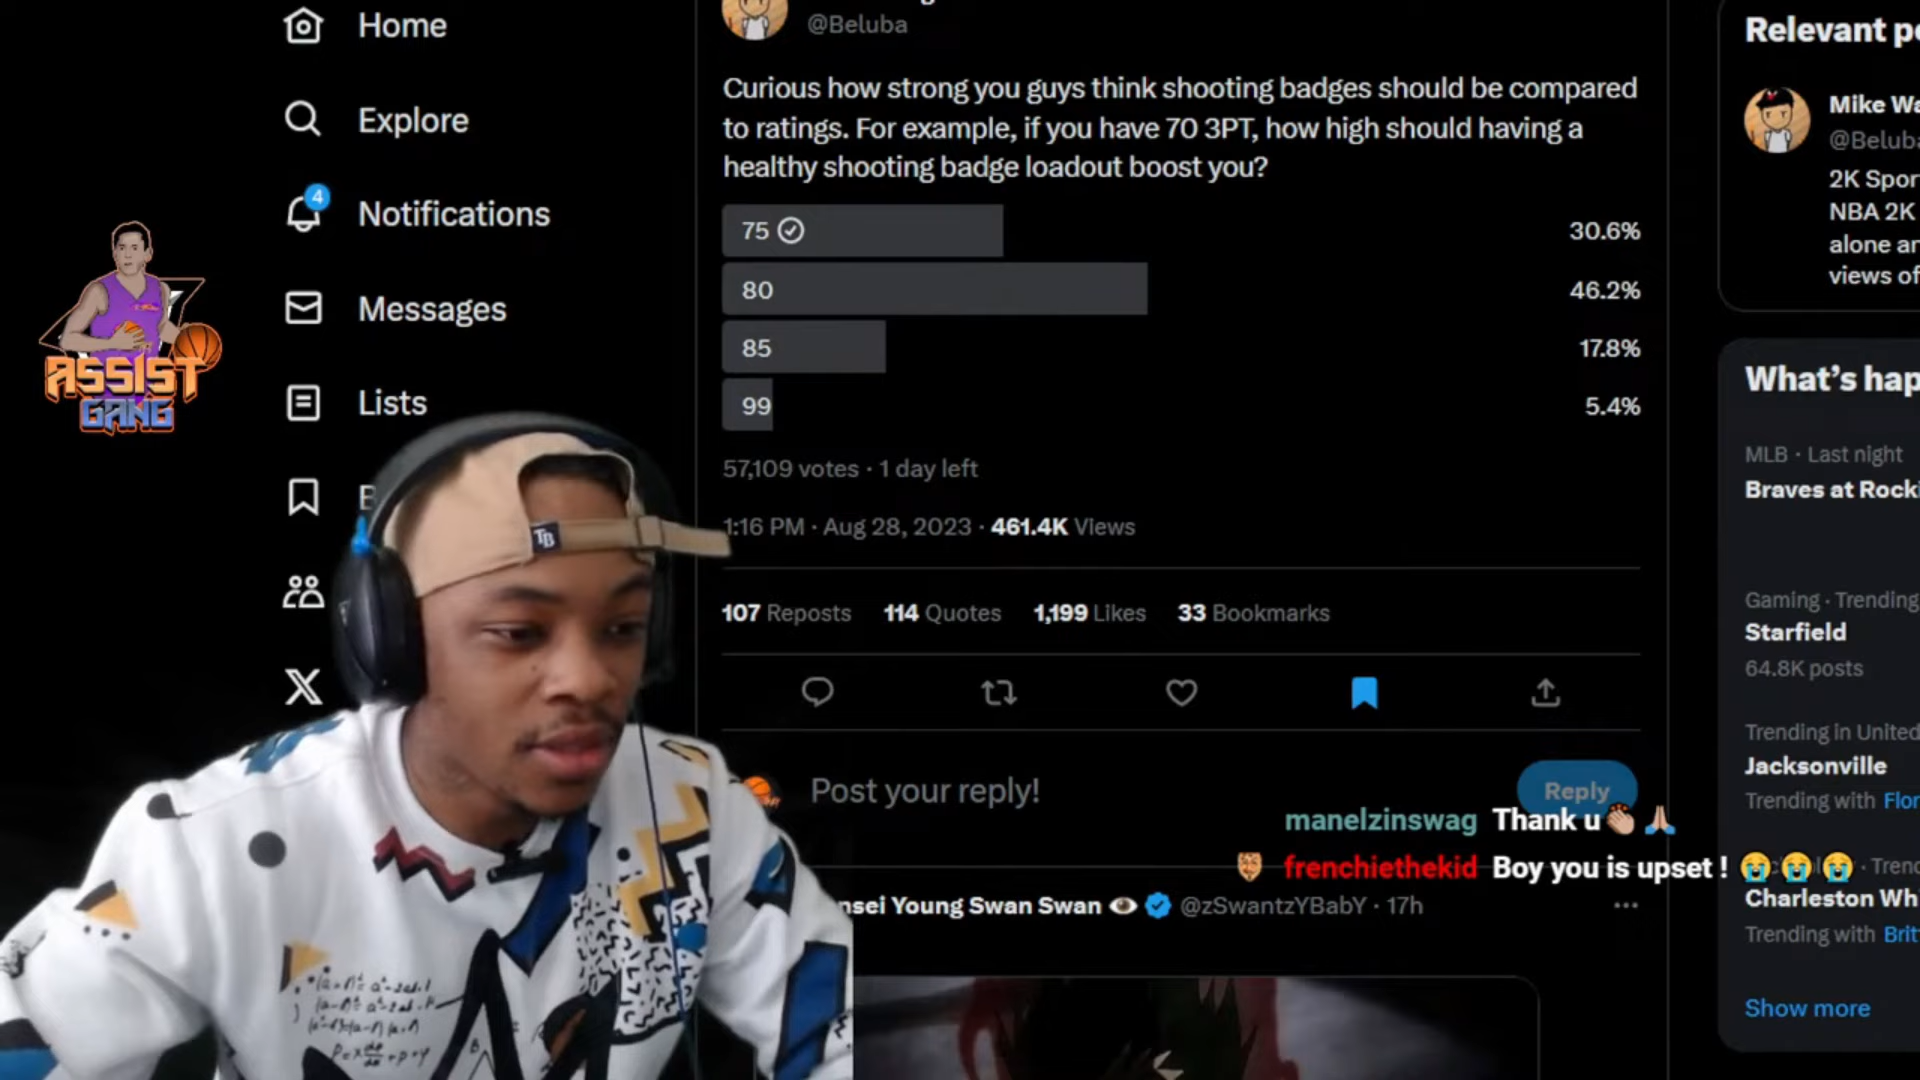 Home
Explore
4
Notifications
Messages
Lists
ASSIST
GANG
@Beluba
Curious how strong you guys think shooting badges should be compared
to ratings. For example, if you have 70 3PT, how high should having a
healthy shooting badge loadout boost you?
75 30.6%
80 46.2%
85 17.8%
99 5.4%
57,109 votes · 1 day left
1:16 PM · Aug 28, 2023 · 461.4K Views
107 Reposts 114 Quotes 1,199 Likes 33 Bookmarks
Post your reply!
Reply
manelzinswag Thank u👏🏼🙏🏼
frenchiethekid Boy you is upset ! 😭😭😭
Young Swan Swan 👁️ @zSwantzYBabY · 17h
TB
Relevant
Mike
@Beluba
2K
NBA 2K
alone
views of
What's
MLB · Last night
Braves at
Gaming · Trending
Starfield
64.8K posts
Trending in United
Jacksonville
Trending with
Charleston
Trending with
Show more